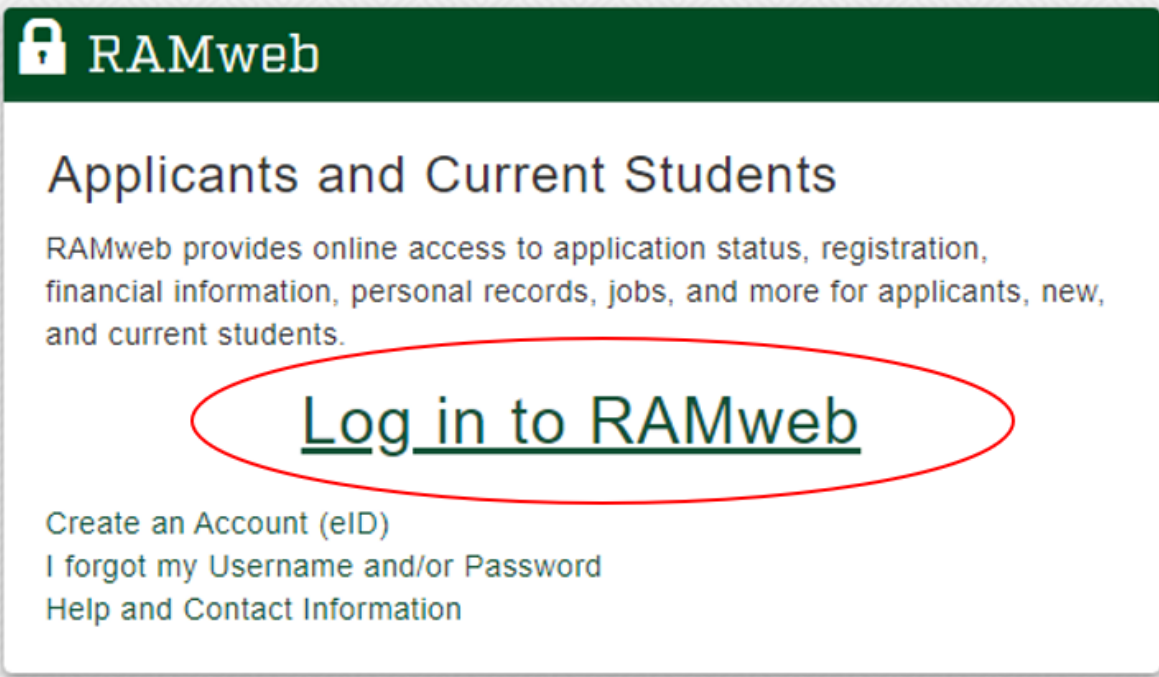 RAMweb
Applicants and Current Students
RAMweb provides online access to application status, registration,
financial information, personal records, jobs, and more for applicants, new,
and current students.
Log in to RAMweb
Create an Account (eID)
I forgot my Username and/or Password
Help and Contact Information